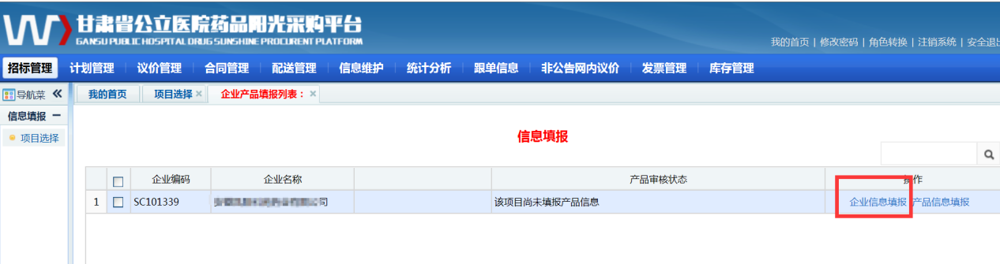 甘肃省公立医院药品阳光采购平台
GANSU PUBLIC HOSPITAL DRUG SUNSHINE PROCURENT PLATFORM
我的首页 | 修改密码 | 角色转换 | 注销系统 | 安全退出
招标管理 计划管理 议价管理 合同管理 配送管理 信息维护 统计分析 跟单信息 非公告网内议价 发票管理 库存管理
导航菜 我的首页 项目选择 企业产品填报列表:
信息填报
项目选择
信息填报
企业编码 企业名称 产品审核状态 操作
1 SC101339 司 该项目尚未填报产品信息 企业信息填报 产品信息填报